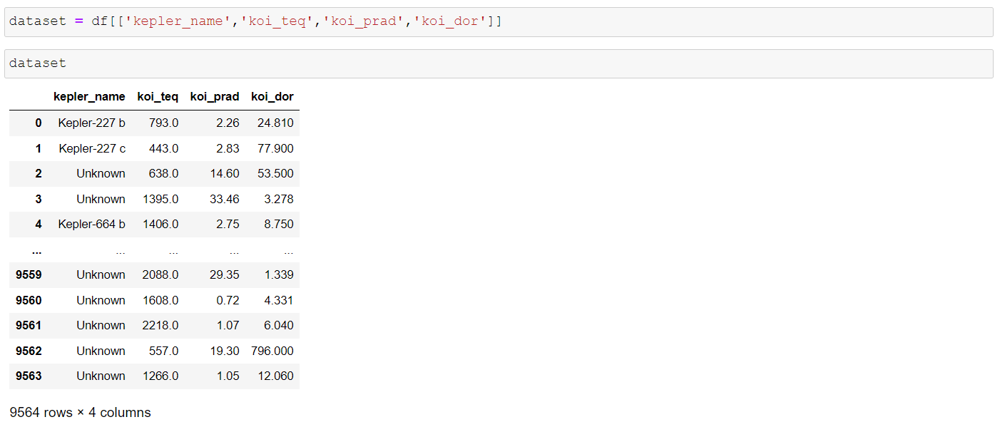 dataset = df[['kepler_name','koi_teq','koi_prad','koi_dor']]
dataset
kepler_name koi_teq koi_prad koi_dor
0 Kepler-227 b 793.0 2.26 24.810
1 Kepler-227 c 443.0 2.83 77.900
2 Unknown 638.0 14.60 53.500
3 Unknown 1395.0 33.46 3.278
4 Kepler-664 b 1406.0 2.75 8.750
... ... ... ... ...
9559 Unknown 2088.0 29.35 1.339
9560 Unknown 1608.0 0.72 4.331
9561 Unknown 2218.0 1.07 6.040
9562 Unknown 557.0 19.30 796.000
9563 Unknown 1266.0 1.05 12.060
9564 rows × 4 columns